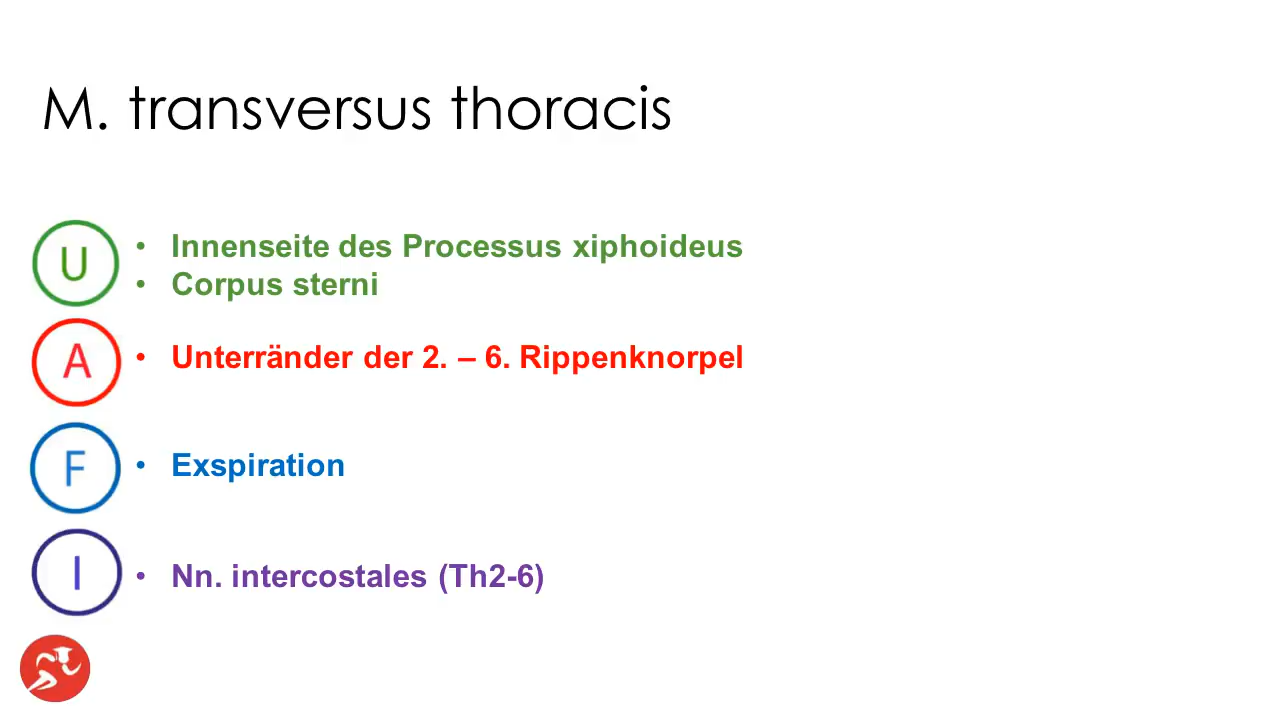 M. transversus thoracis
U
• Innenseite des Processus xiphoideus
• Corpus sterni
A
• Unterränder der 2. – 6. Rippenknorpel
F
• Exspiration
I
• Nn. intercostales (Th2-6)